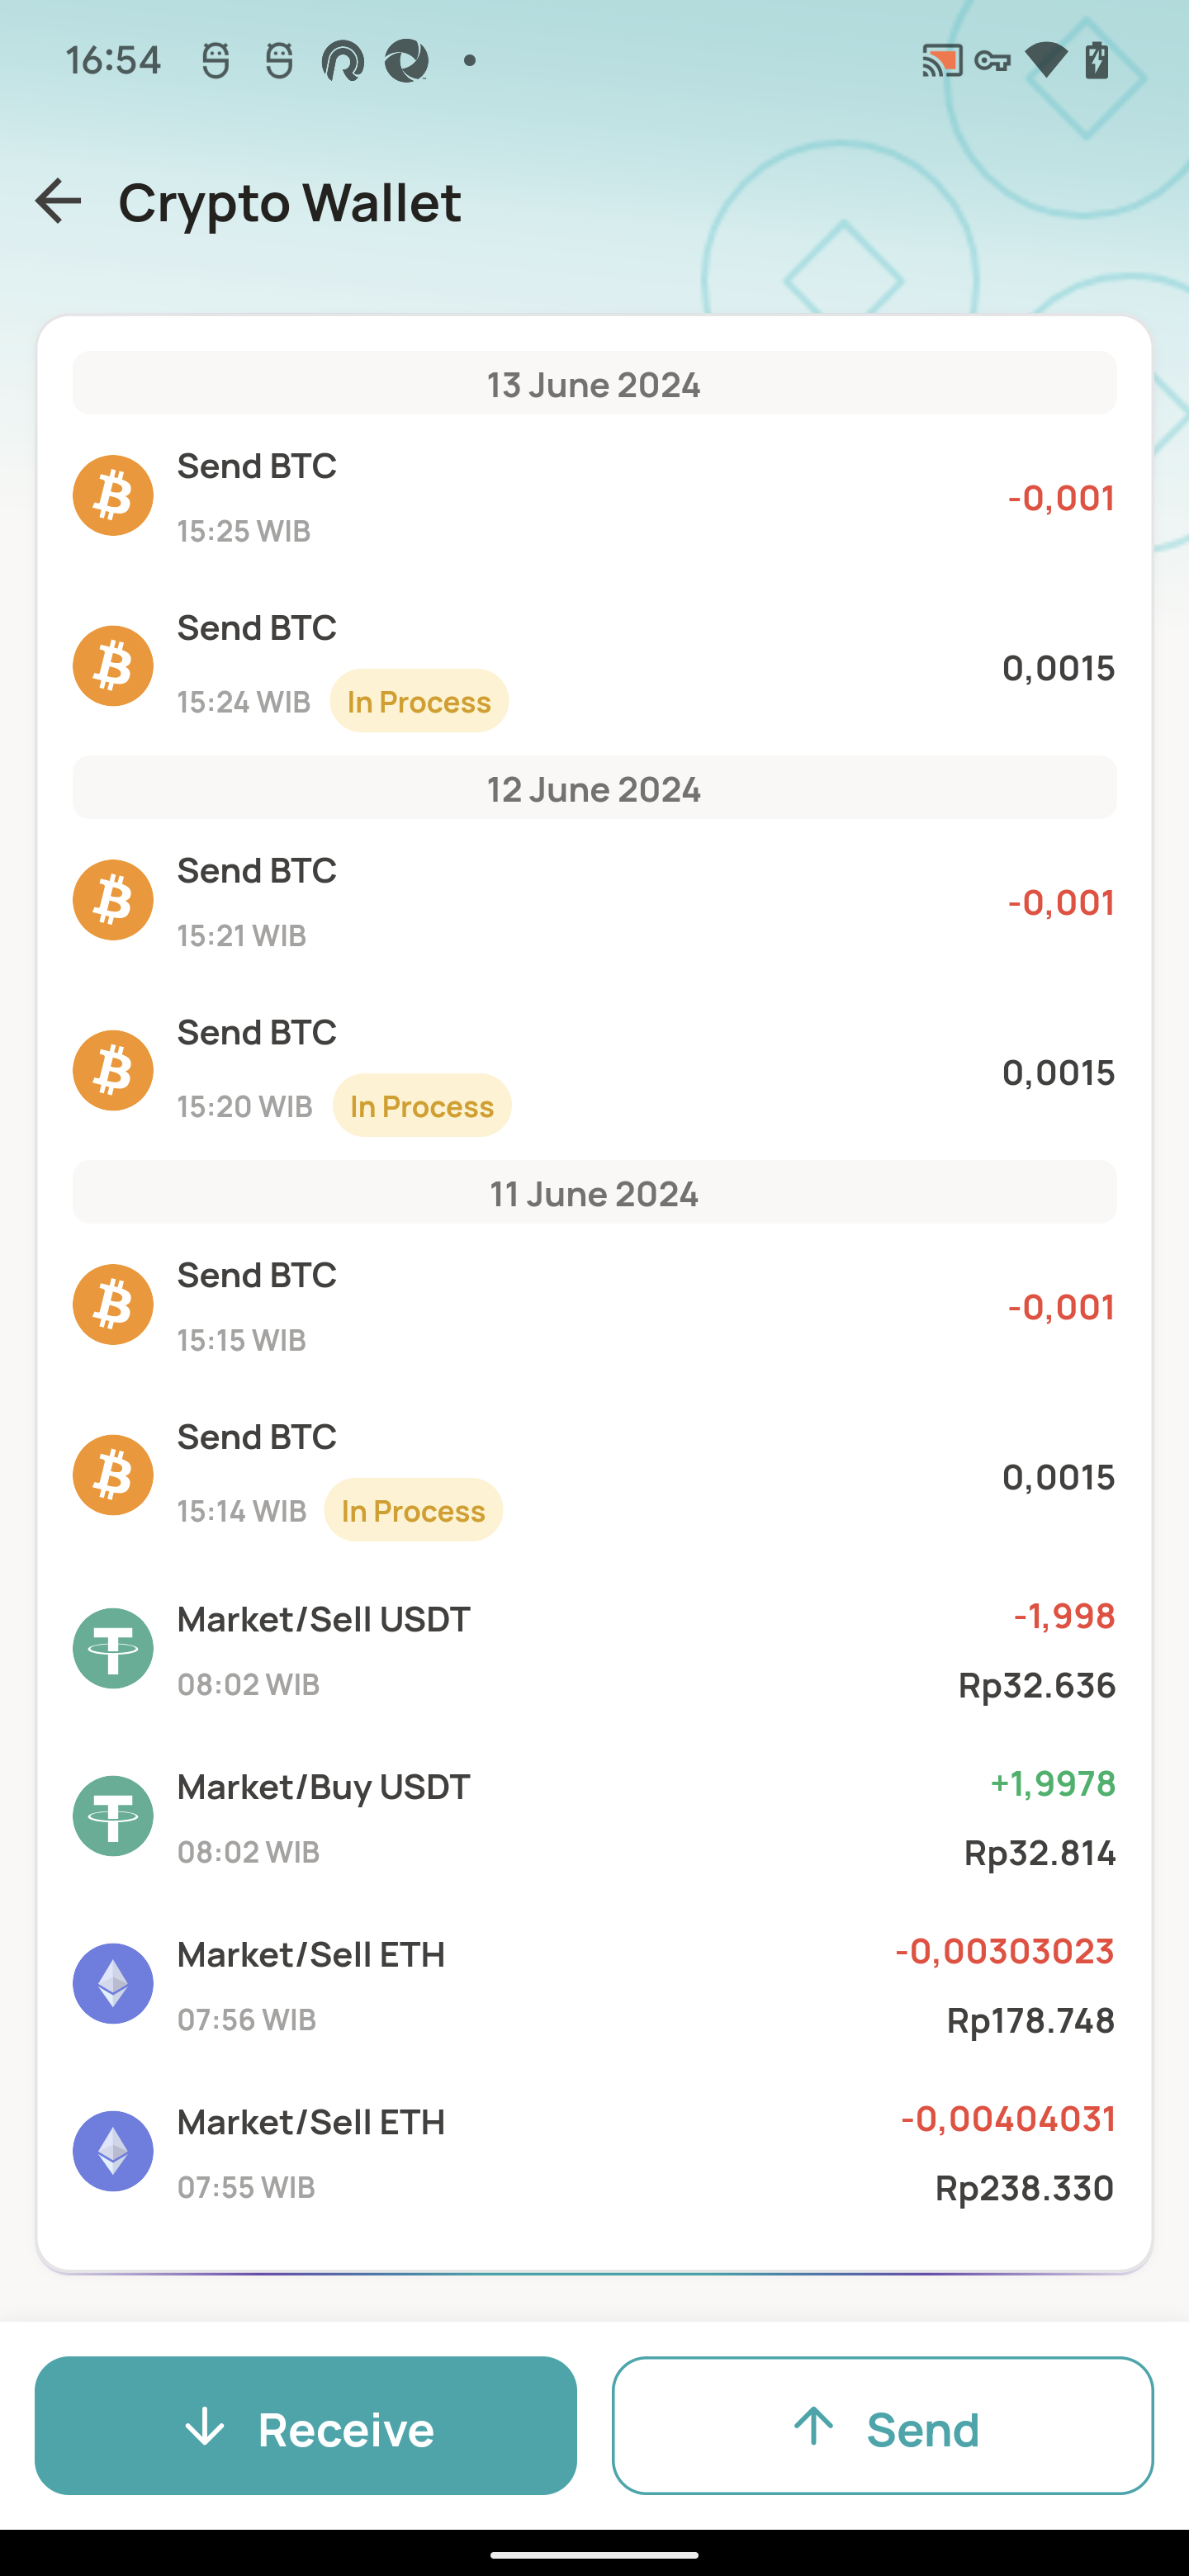 16:54
Crypto Wallet
13 June 2024
Send BTC
-0,001
15:25 WIB
Send BTC
0,0015
15:24 WIB In Process
12 June 2024
Send BTC
-0,001
15:21 WIB
Send BTC
0,0015
15:20 WIB In Process
11 June 2024
Send BTC
-0,001
15:15 WIB
Send BTC
0,0015
15:14 WIB In Process
Market/Sell USDT -1,998
08:02 WIB Rp32.636
Market/Buy USDT +1,9978
08:02 WIB Rp32.814
Market/Sell ETH -0,00303023
07:56 WIB Rp178.748
Market/Sell ETH -0,00404031
07:55 WIB Rp238.330
Receive Send